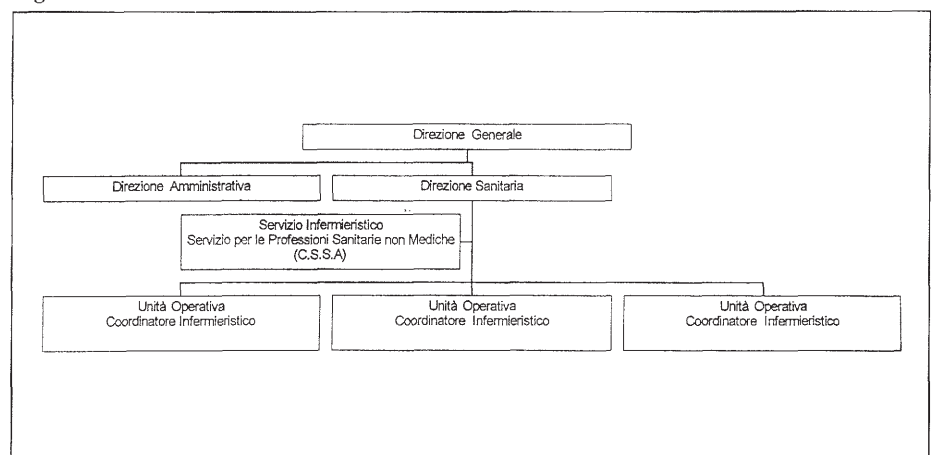 Direzione Generale
Direzione Amministrativa
Direzione Sanitaria
Servizio Infermieristico
Servizio per le Professioni Sanitarie non Mediche
(C.S.S.A)
Unità Operativa
Coordinatore Infermieristico
Unità Operativa
Coordinatore Infermieristico
Unità Operativa
Coordinatore Infermieristico